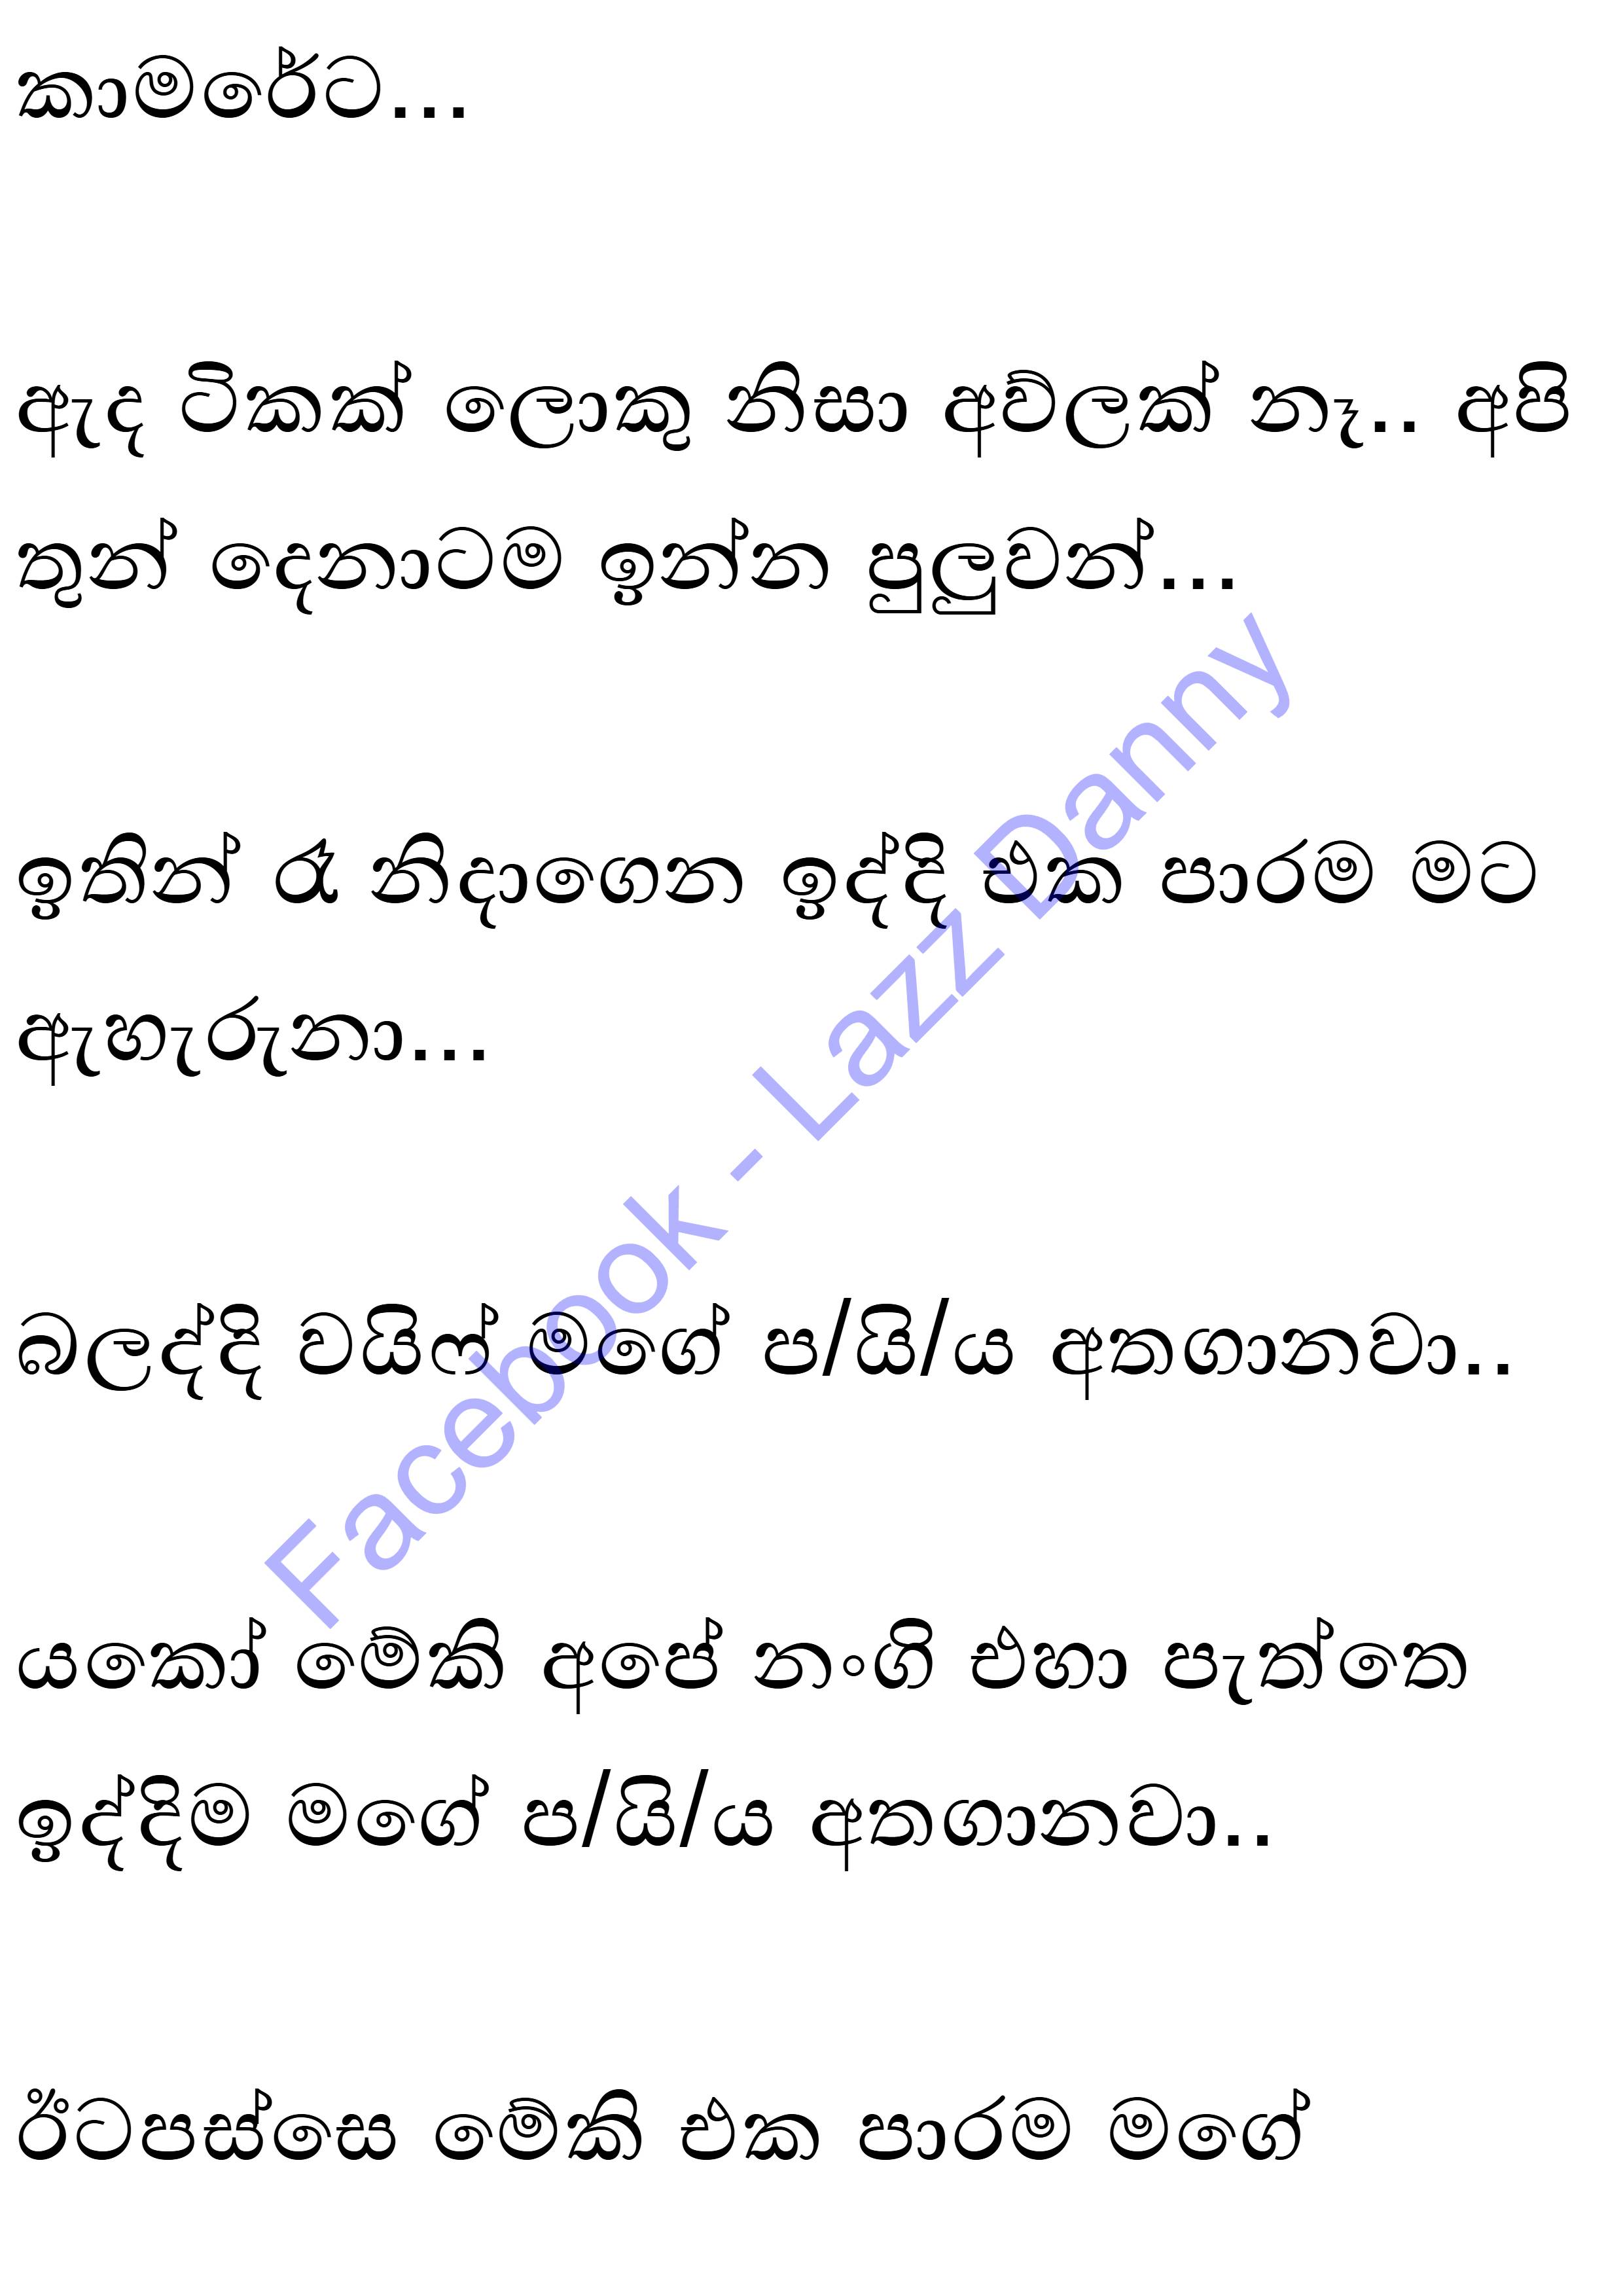 කාමරේට...
ඇද ටිකක් ලොකු නිසා අව්ලක් නෑ.. අපි
තුන් දෙනාටම ඉන්න පුලුවන්...
ඉතින් රෑ නිදාගෙන ඉද්දි එක පාරම මට
ඇහැරුනා...
බලද්දි වයිෆ් මගේ ප/යි/ය අතගානවා..
යකෝ මේකි අපේ නංගි එහා පැත්තෙ
ඉද්දිම මගේ ප/යි/ය අතගානවා..
ඊටපස්සෙ මේකි එක පාරම මගේ
Facebook - Lazz Danny